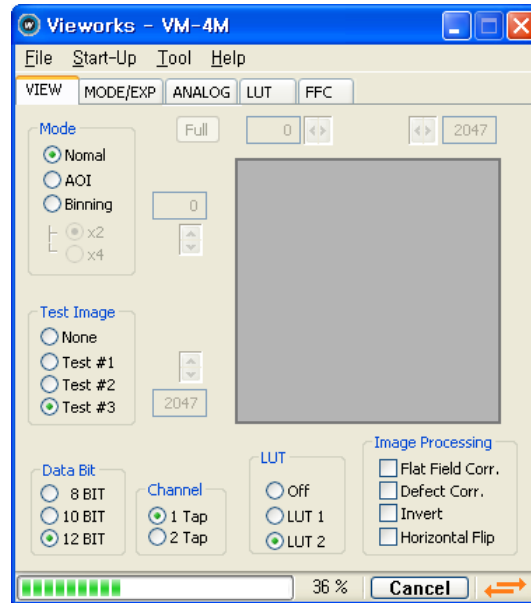 Vieworks - VM-4M
File Start-Up Tool Help
VIEW MODE/EXP ANALOG LUT FFC
Mode
Nomal
AOI
Binning
x2
x4
Full 0 2047
0
Test Image
None
Test #1
Test #2
Test #3
2047
Data Bit
8 BIT
10 BIT
12 BIT
Channel
1 Tap
2 Tap
LUT
Off
LUT 1
LUT 2
Image Processing
Flat Field Corr.
Defect Corr.
Invert
Horizontal Flip
36 % Cancel